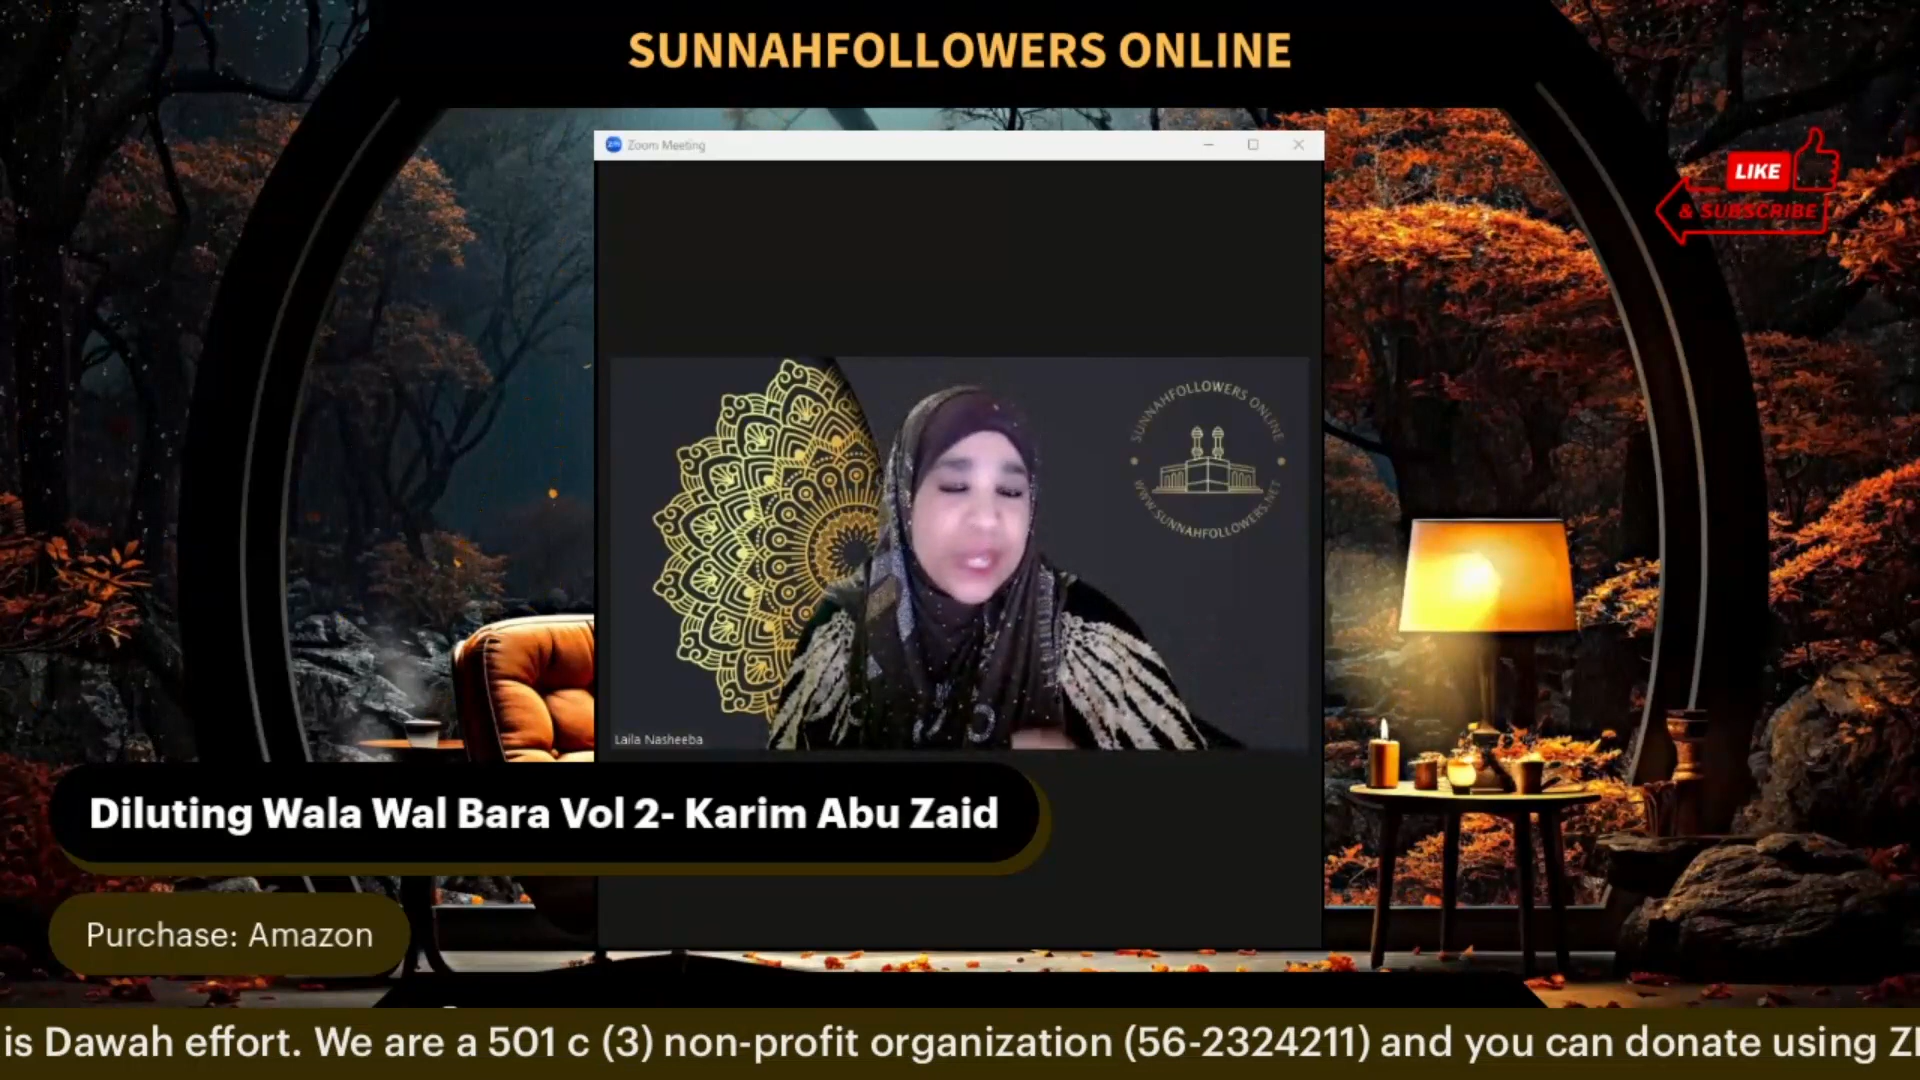 SUNNAHFOLLOWERS ONLINE
Zoom Meeting
LIKE
& SUBSCRIBE
SUNNAHFOLLOWERS ONLINE
WWW.SUNNAHFOLLOWERS.NET
Laila Nasheeba
Diluting Wala Wal Bara Vol 2- Karim Abu Zaid
Purchase: Amazon
is Dawah effort. We are a 501 c (3) non-profit organization (56-2324211) and you can donate using